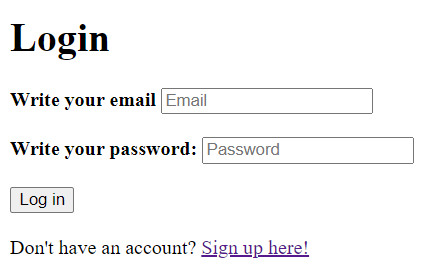 Login
Write your email Email
Write your password: Password
Log in
Don't have an account? Sign up here!